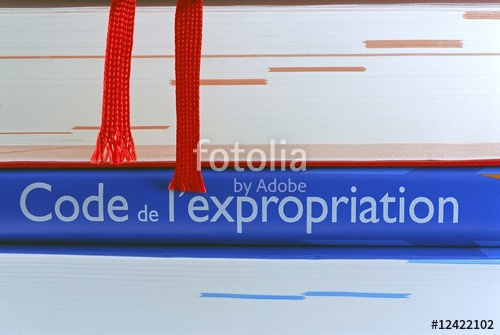 fotolia
by Adobe
Code de l'expropriation
#12422102